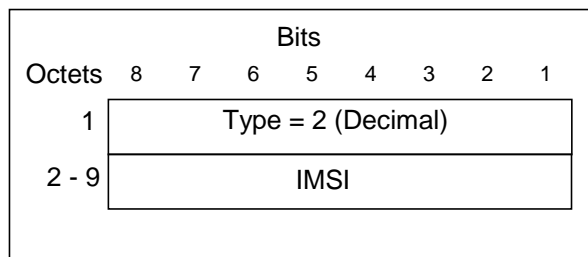 Bits
Octets 8 7 6 5 4 3 2 1
1 Type = 2 (Decimal)
2 - 9 IMSI